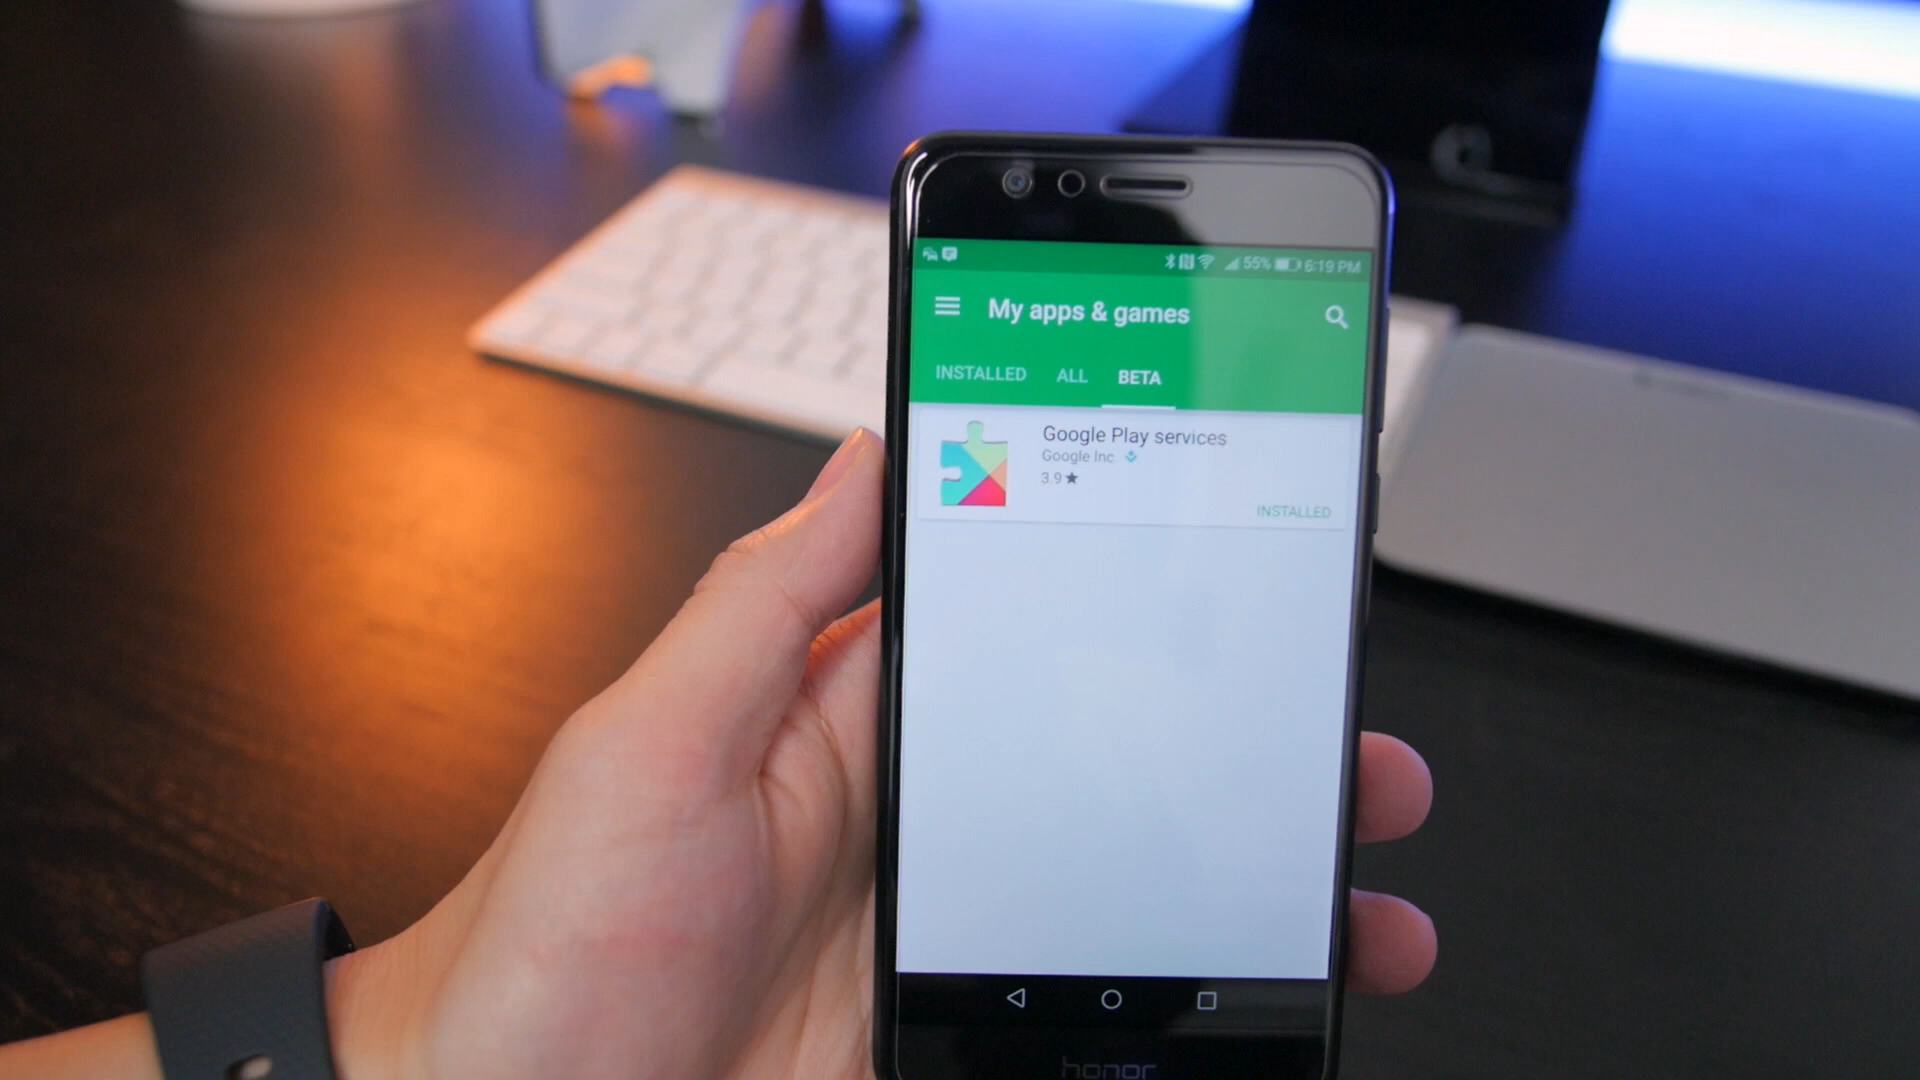 55% 6:19 PM
My apps & games
INSTALLED ALL BETA
Google Play services
Google Inc.
3.9★
INSTALLED
honor